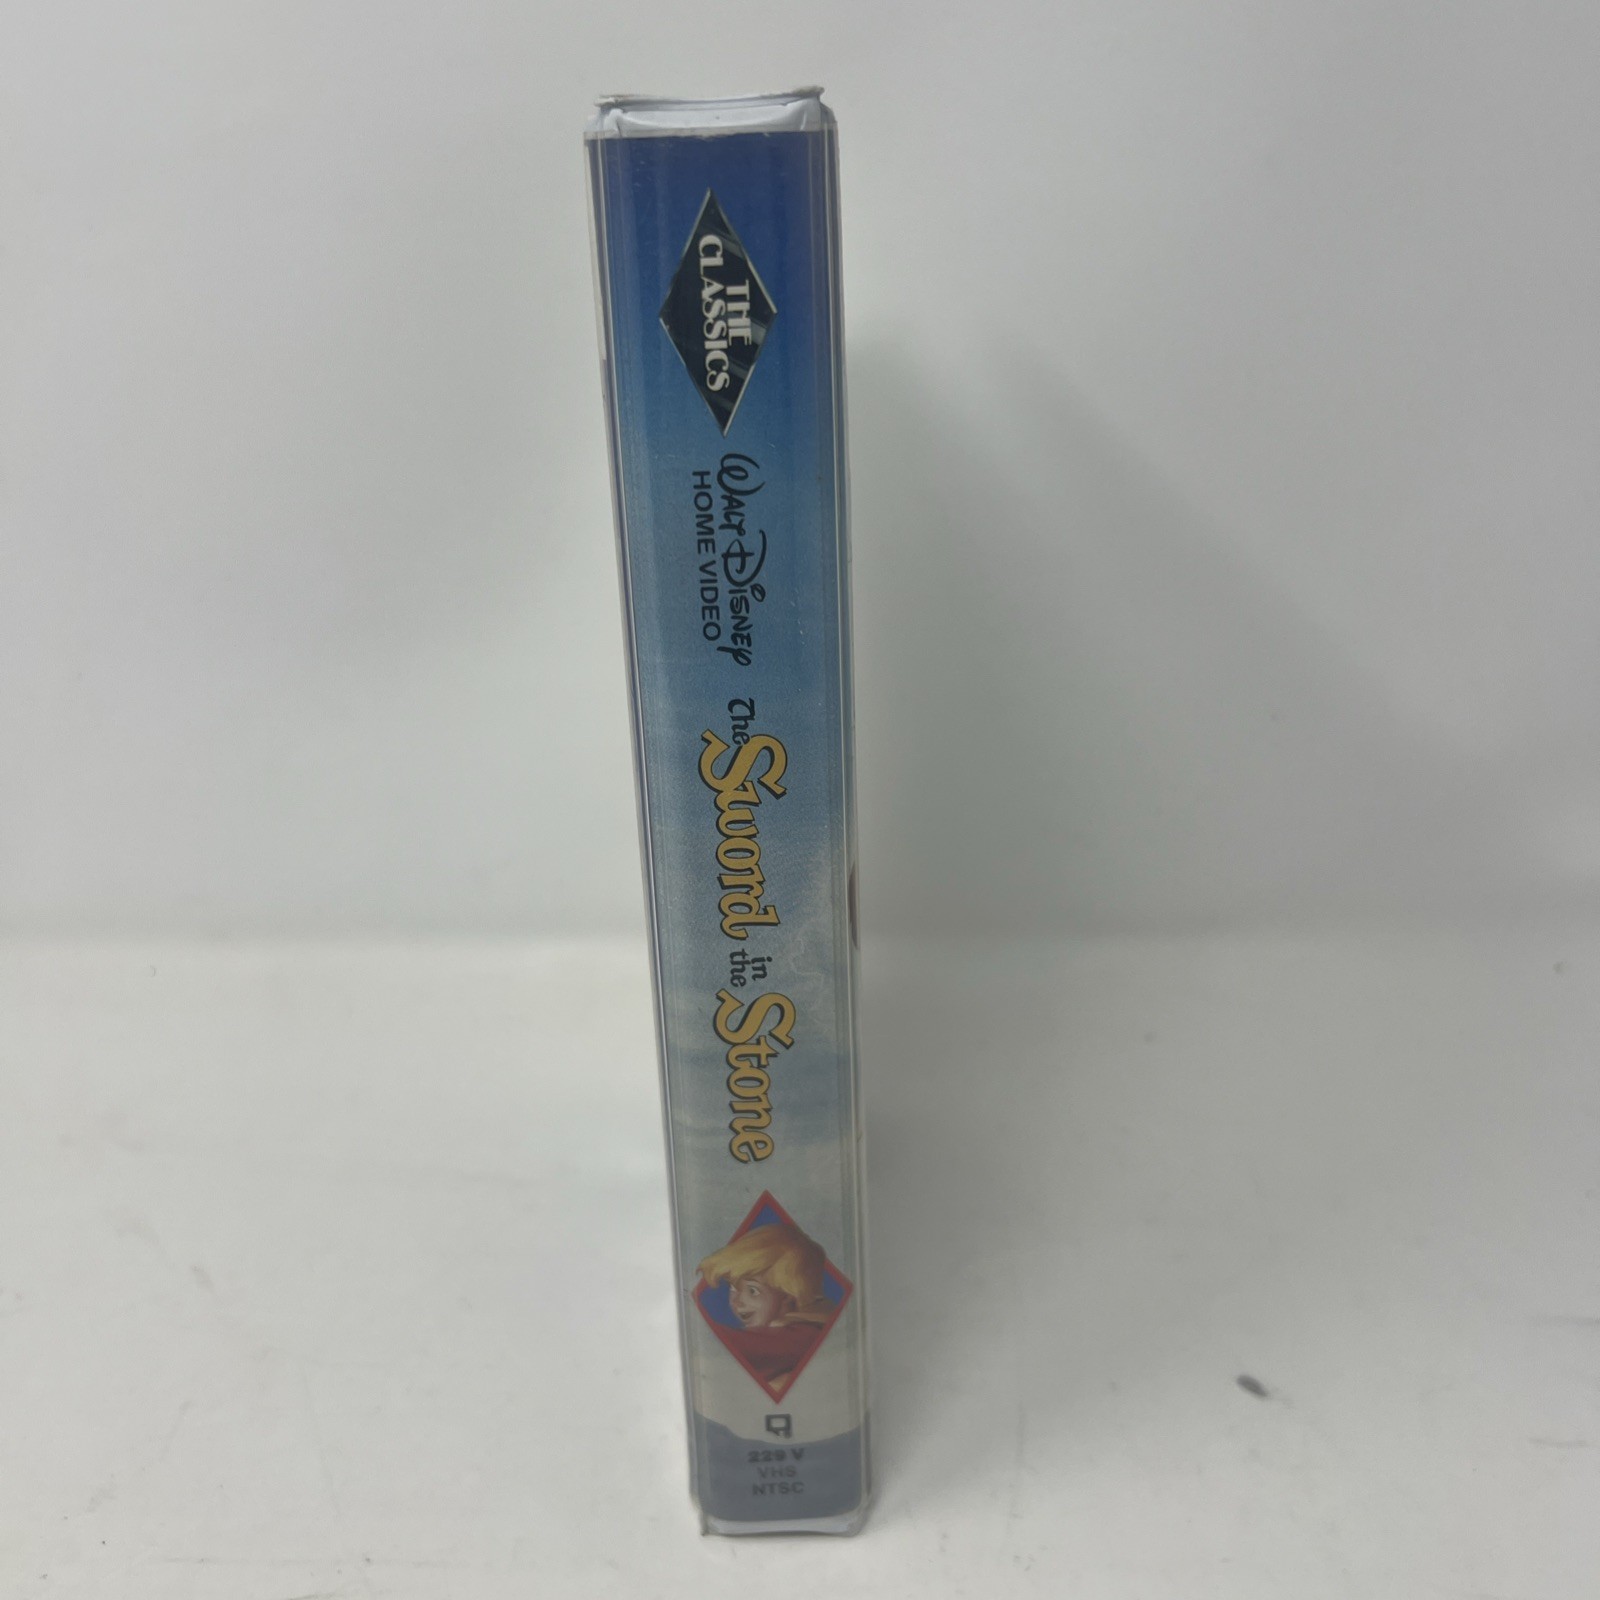 THE
CLASSICS
WALT DISNEY
HOME VIDEO
The
Sword
in
the
Stone
229 V
VHS
NTSC